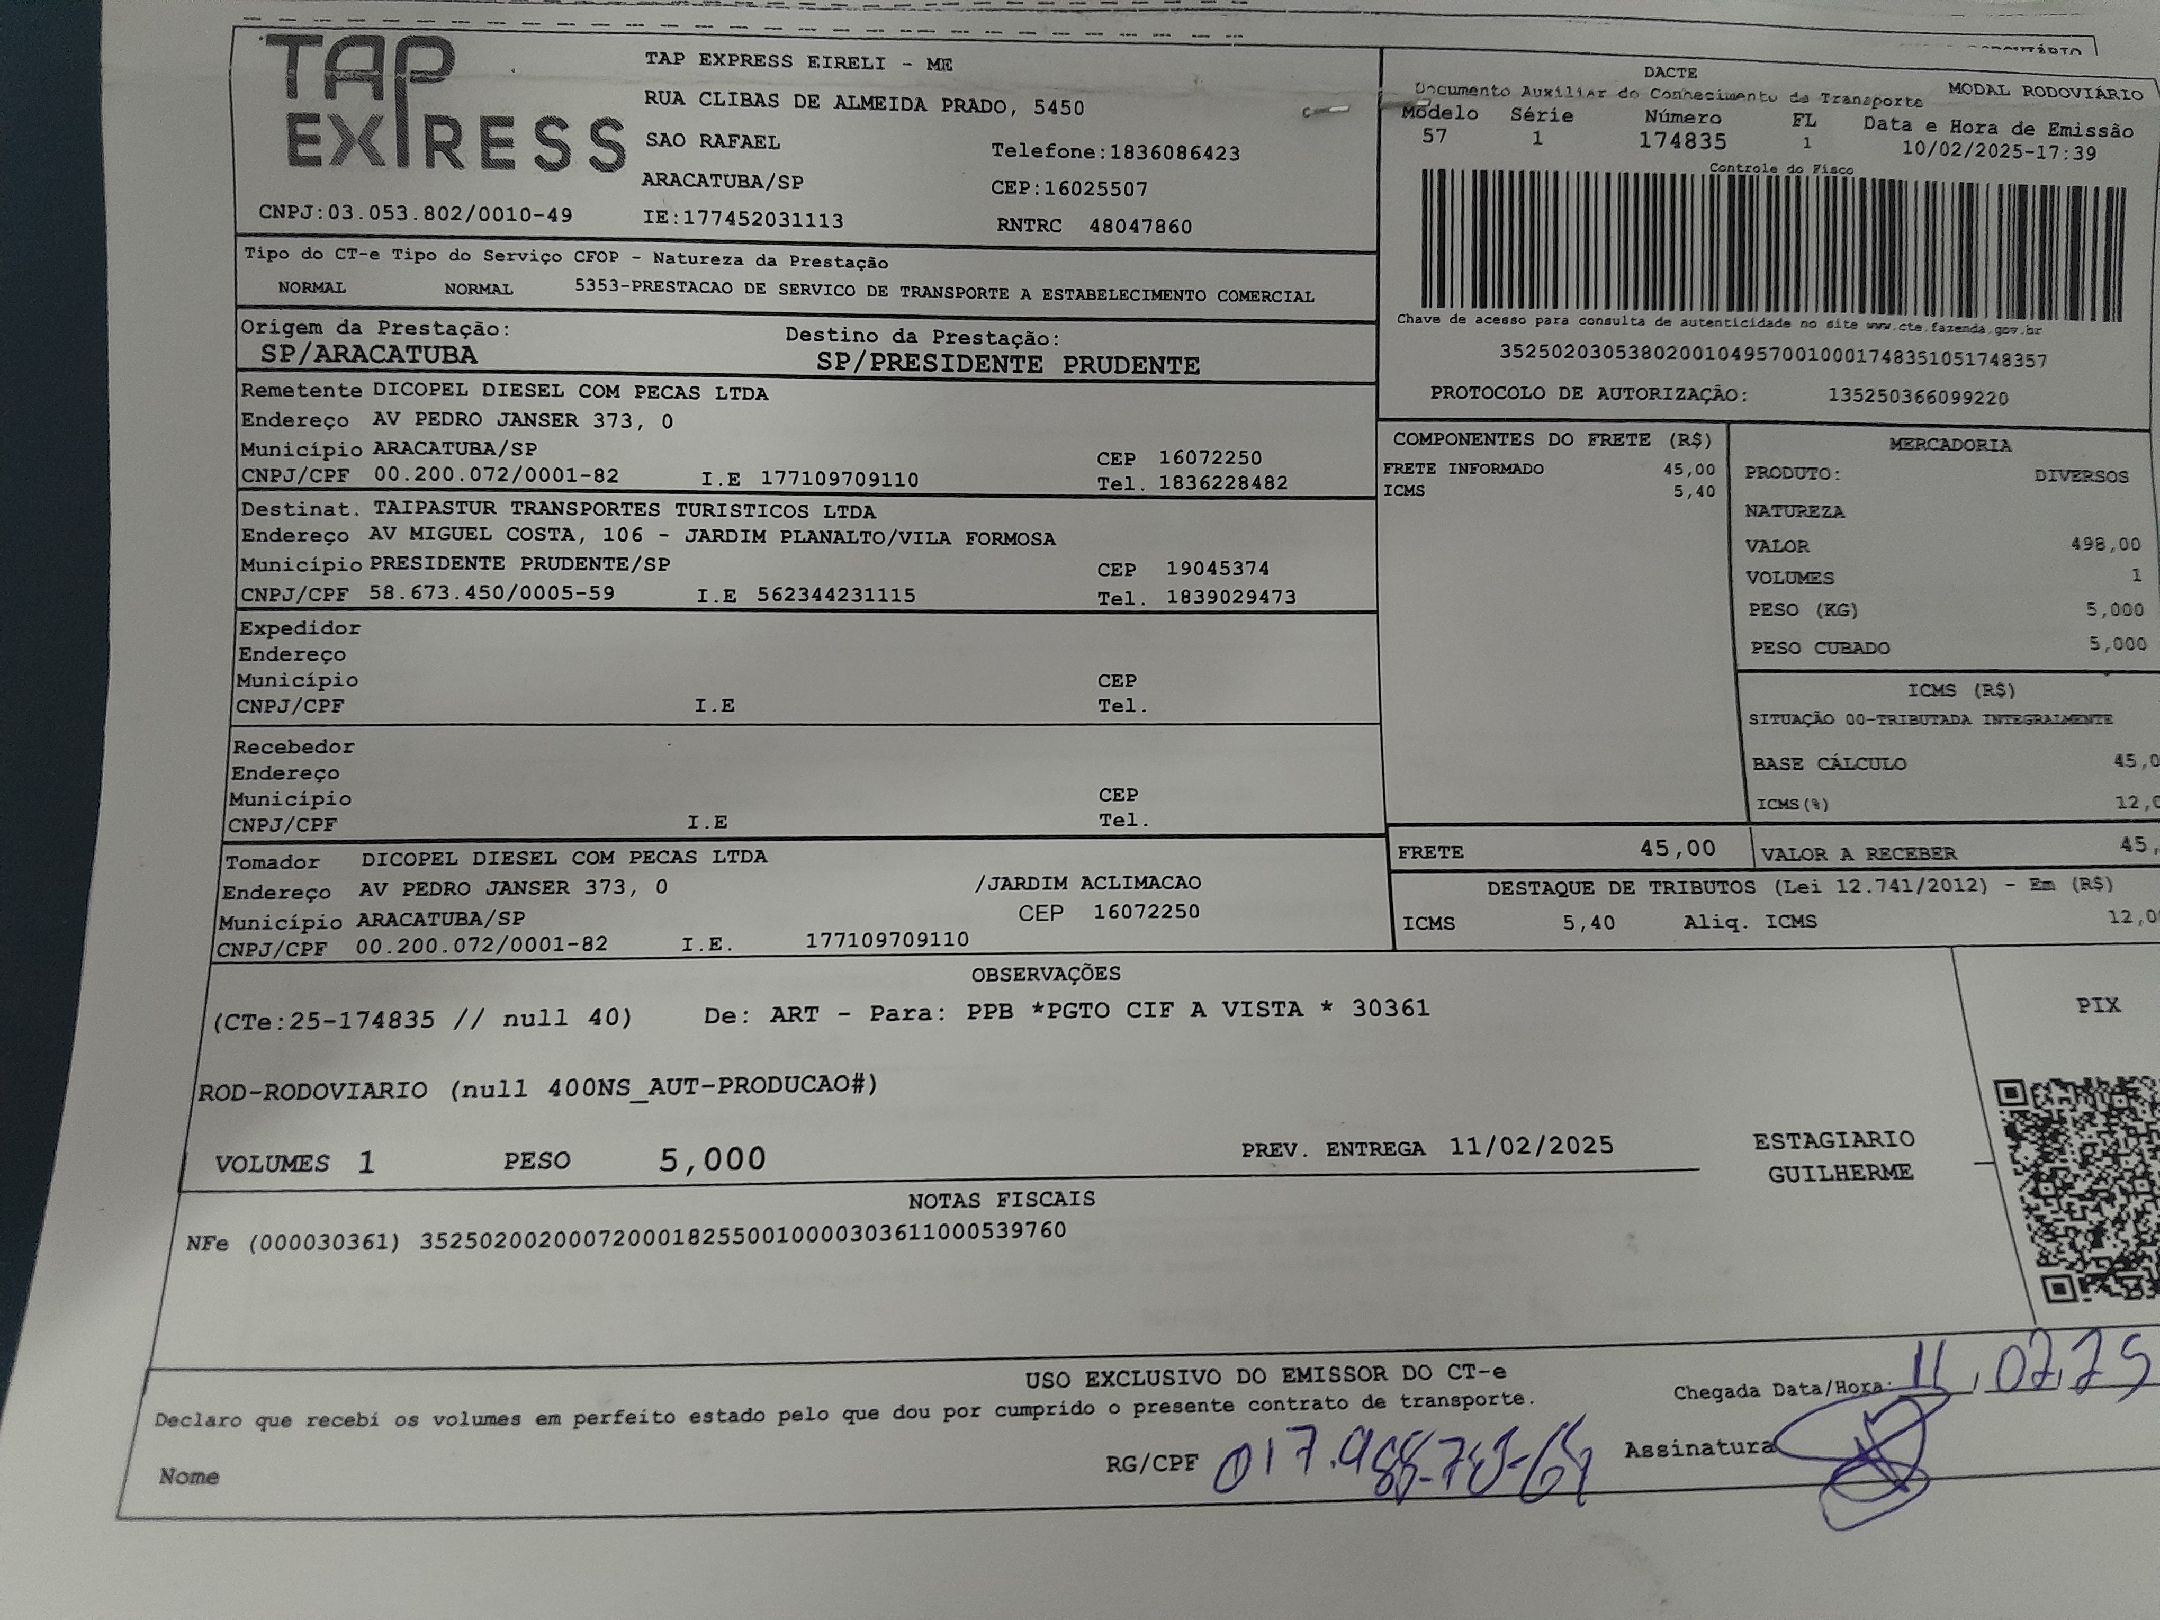 TAP EXPRESS
TAP EXPRESS EIRELI - ME
RUA CLIBAS DE ALMEIDA PRADO, 5450
SAO RAFAEL
Telefone:1836086423
ARACATUBA/SP
CEP:16025507
CNPJ:03.053.802/0010-49 IE:177452031113 RNTRC 48047860
DACTE
Documento Auxiliar do Conhecimento de Transporte MODAL RODOVIÁRIO
Modelo Série Número FL Data e Hora de Emissão
57 1 174835 1 10/02/2025-17:39
Controle do Fisco
Chave de acesso para consulta de autenticidade no site www.cte.fazenda.gov.br
35250203053802001049570010001748351051748357
PROTOCOLO DE AUTORIZAÇÃO: 135250366099220
Tipo do CT-e Tipo do Serviço CFOP - Natureza da Prestação
NORMAL NORMAL 5353-PRESTACAO DE SERVICO DE TRANSPORTE A ESTABELECIMENTO COMERCIAL
Origem da Prestação: Destino da Prestação:
SP/ARACATUBA SP/PRESIDENTE PRUDENTE
Remetente DICOPEL DIESEL COM PECAS LTDA
Endereço AV PEDRO JANSER 373, 0
Município ARACATUBA/SP CEP 16072250
CNPJ/CPF 00.200.072/0001-82 I.E 177109709110 Tel. 1836228482
Destinat. TAIPASTUR TRANSPORTES TURISTICOS LTDA
Endereço AV MIGUEL COSTA, 106 - JARDIM PLANALTO/VILA FORMOSA
Município PRESIDENTE PRUDENTE/SP CEP 19045374
CNPJ/CPF 58.673.450/0005-59 I.E 562344231115 Tel. 1839029473
Expedidor
Endereço
Município CEP
CNPJ/CPF I.E Tel.
Recebedor
Endereço
Município CEP
CNPJ/CPF I.E Tel.
Tomador DICOPEL DIESEL COM PECAS LTDA
Endereço AV PEDRO JANSER 373, 0 /JARDIM ACLIMACAO
Município ARACATUBA/SP CEP 16072250
CNPJ/CPF 00.200.072/0001-82 I.E. 177109709110
COMPONENTES DO FRETE (R$)
FRETE INFORMADO 45,00
ICMS 5,40
MERCADORIA
PRODUTO: DIVERSOS
NATUREZA
VALOR 498,00
VOLUMES 1
PESO (KG) 5,000
PESO CUBADO 5,000
ICMS (R$)
SITUAÇÃO 00-TRIBUTADA INTEGRALMENTE
BASE CÁLCULO 45,0
ICMS(%) 12,0
FRETE 45,00 VALOR A RECEBER 45,
DESTAQUE DE TRIBUTOS (Lei 12.741/2012) - Em (R$)
ICMS 5,40 Aliq. ICMS 12,0
OBSERVAÇÕES
(CTe:25-174835 // null 40) De: ART - Para: PPB *PGTO CIF A VISTA * 30361
ROD-RODOVIARIO (null 400NS_AUT-PRODUCAO#)
VOLUMES 1 PESO 5,000 PREV. ENTREGA 11/02/2025
ESTAGIARIO
GUILHERME
PIX
NOTAS FISCAIS
NFe (000030361) 35250200200072000182550010000303611000539760
USO EXCLUSIVO DO EMISSOR DO CT-e
Declaro que recebi os volumes em perfeito estado pelo que dou por cumprido o presente contrato de transporte.
Chegada Data/Hora: 11.02.25
Nome RG/CPF Assinatura